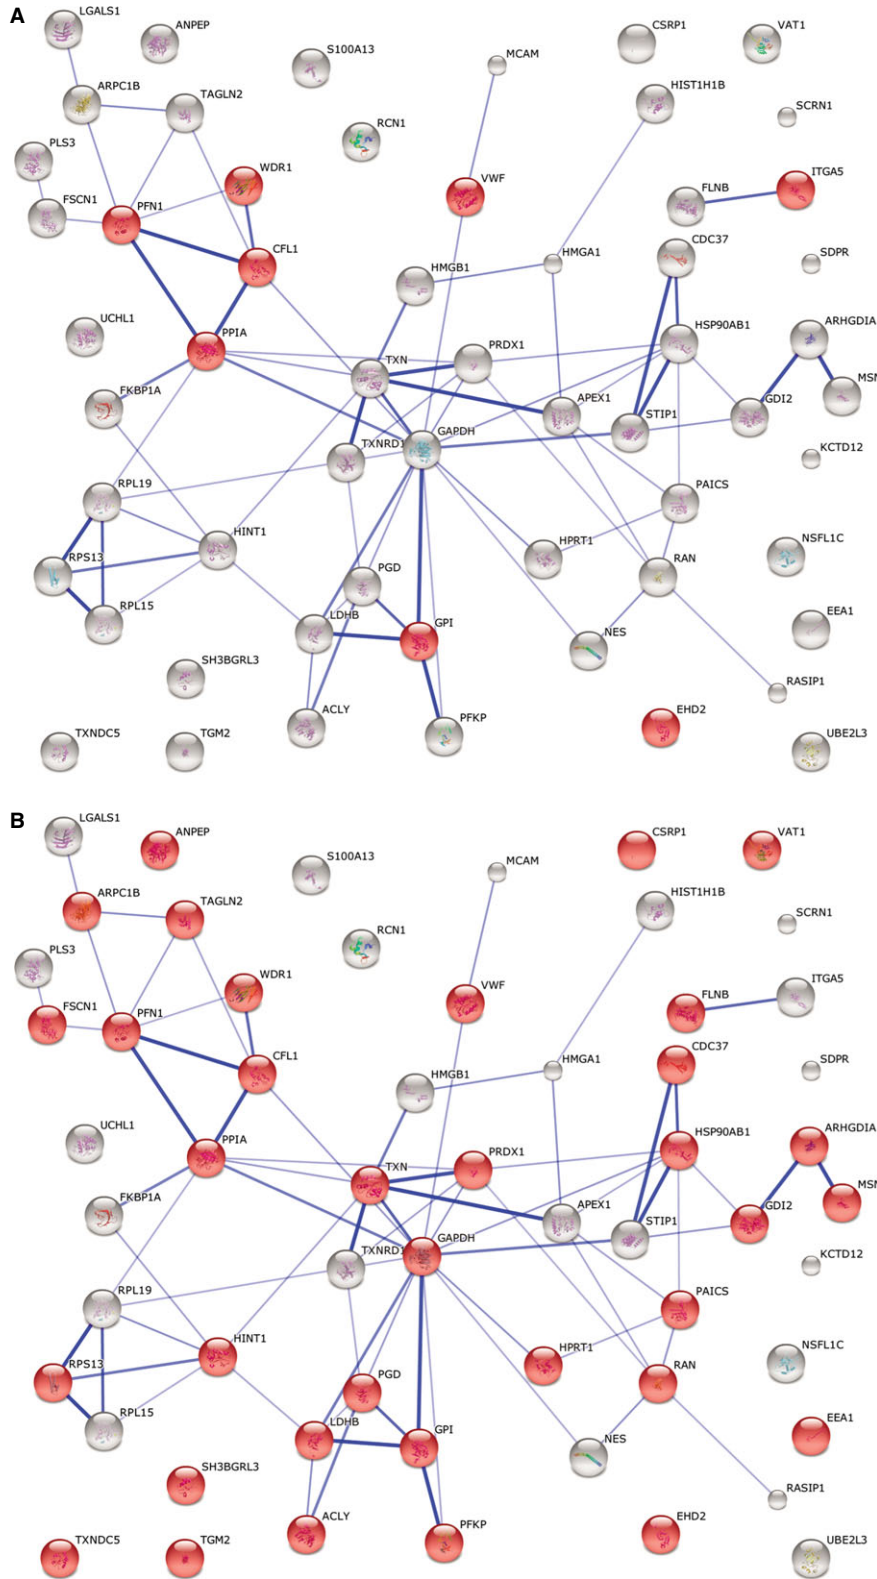 A
LGALS1
ANPEP
S100A13
MCAM
CSRP1
VAT1
ARPC1B
TAGLN2
HIST1H1B
SCRN1
PLS3
RCN1
WDR1
VWF
ITGA5
FLNB
FSCN1
PFN1
CFL1
HMGB1
HMGA1
CDC37
SDPR
UCHL1
PPIA
TXN
PRDX1
HSP90AB1
ARHGDIA
FKBP1A
APEX1
STIP1
GDI2
MSN
TXNRD1
GAPDH
KCTD12
RPL19
PAICS
HINT1
HPRT1
NSFL1C
RPS13
PGD
RAN
RPL15
LDHB
GPI
NES
EEA1
SH3BGRL3
RASIP1
ACLY
PFKP
EHD2
TXNDC5
TGM2
UBE2L3
B
LGALS1
ANPEP
S100A13
MCAM
CSRP1
VAT1
ARPC1B
TAGLN2
HIST1H1B
SCRN1
PLS3
RCN1
WDR1
VWF
ITGA5
FLNB
FSCN1
PFN1
CFL1
HMGB1
HMGA1
CDC37
SDPR
UCHL1
PPIA
TXN
PRDX1
HSP90AB1
ARHGDIA
FKBP1A
APEX1
STIP1
GDI2
MSN
TXNRD1
GAPDH
KCTD12
RPL19
PAICS
HINT1
HPRT1
NSFL1C
RPS13
PGD
RAN
RPL15
LDHB
GPI
NES
EEA1
SH3BGRL3
RASIP1
ACLY
PFKP
EHD2
TXNDC5
TGM2
UBE2L3